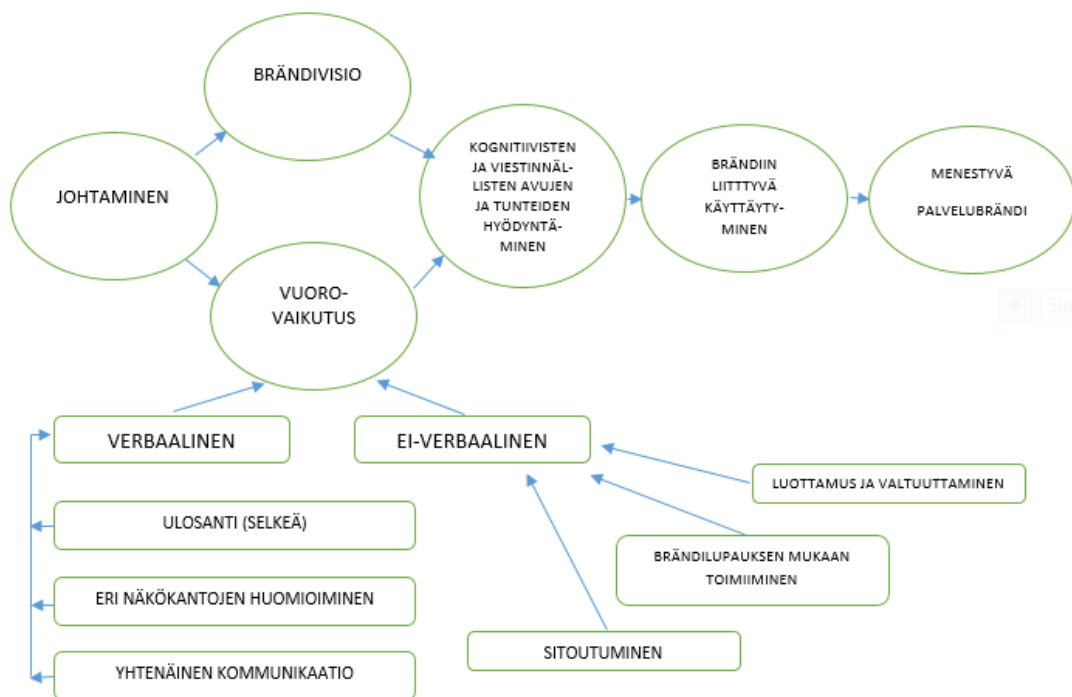 BRÄNDIVISIO
JOHTAMINEN
KOGNITIIVISTEN
JA VIESTINNÄL-
LISTEN AVUJEN
JA TUNTEIDEN
HYÖDYNTÄ-
MINEN
BRÄNDIIN
LIITTTYVÄ
KÄYTTÄYTY-
MINEN
MENESTYVÄ
PALVELUBRÄNDI
VUORO-
VAIKUTUS
VERBAALINEN
EI-VERBAALINEN
LUOTTAMUS JA VALTUUTTAMINEN
ULOSANTI (SELKEÄ)
BRÄNDILUPAUKSEN MUKAAN
TOIMIIMINEN
ERI NÄKÖKANTOJEN HUOMIOIMINEN
SITOUTUMINEN
YHTENÄINEN KOMMUNIKAATIO